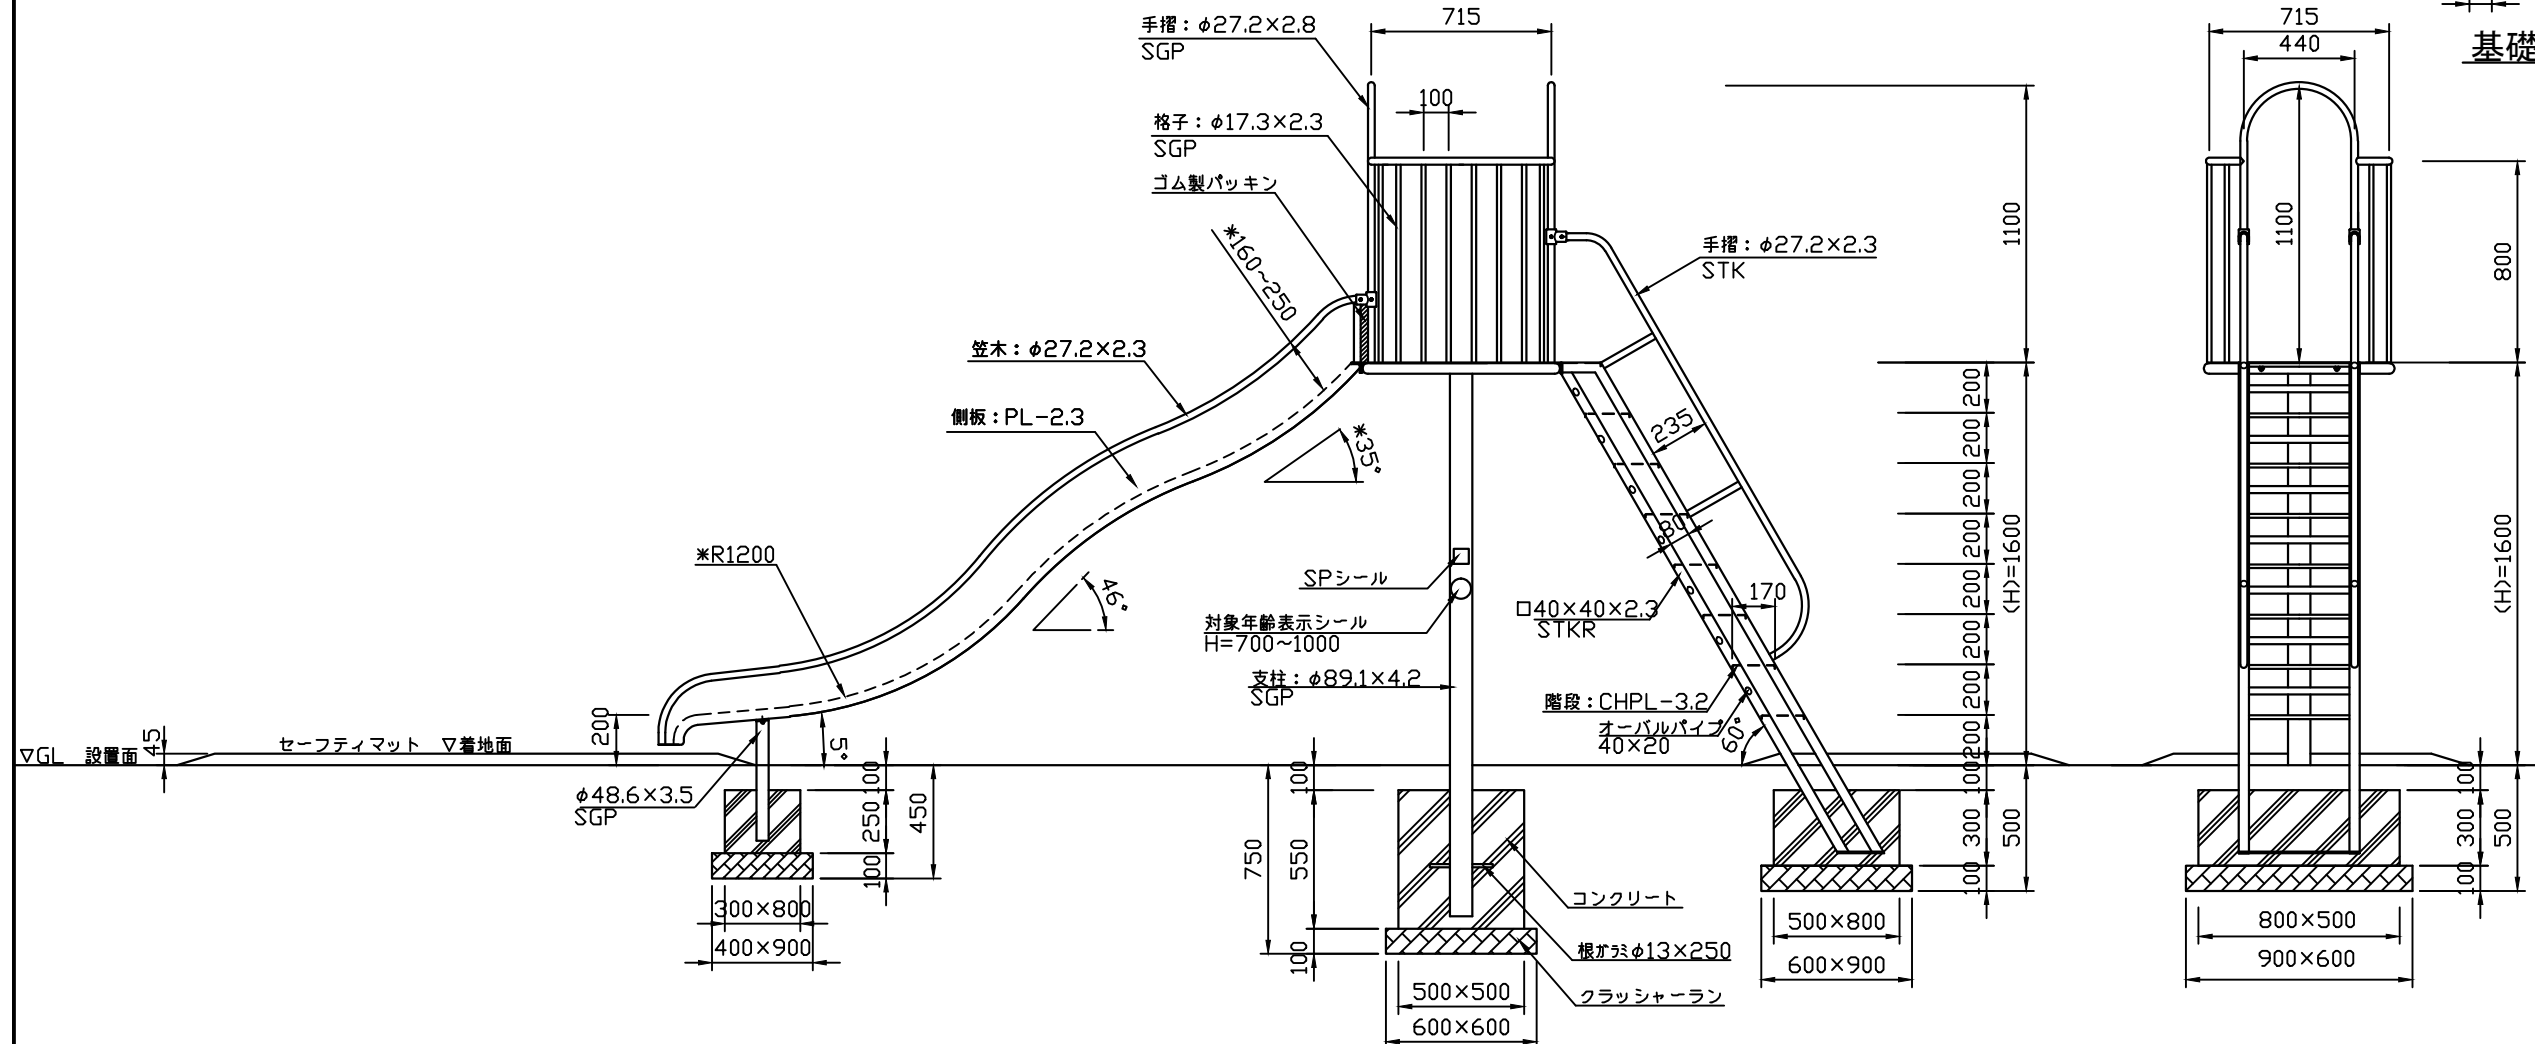 手摺：φ27.2×2.8
SGP
715
715
440
基礎
100
格子：φ17.3×2.3
SGP
ゴム製パッキン
*160~250
1100
1100
800
手摺：φ27.2×2.3
STK
笠木：φ27.2×2.3
側板：PL-2.3
*35°
235
200
200
200
200
200
200
200
200
(H)=1600
(H)=1600
*R1200
46°
SPシール
対象年齢表示シール
H=700~1000
80
170
□40×40×2.3
STKR
支柱：φ89.1×4.2
SGP
階段：CHPL-3.2
オーバルパイプ
40×20
60°
200
45
セーフティマット ▽着地面
▽GL 設置面
5°
φ48.6×3.5
SGP
100
250
100
450
100
550
100
750
100
300
100
500
100
300
100
500
コンクリート
根ガラミφ13×250
クラッシャーラン
300×800
400×900
500×500
600×600
500×800
600×900
800×500
900×600